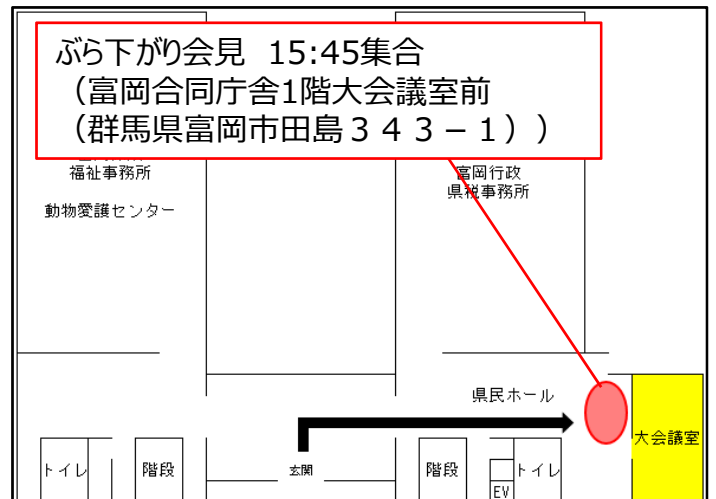 ぶら下がり会見 15:45集合
（富岡合同庁舎1階大会議室前
（群馬県富岡市田島３４３－１））
福祉事務所
動物愛護センター
富岡行政
県税事務所
県民ホール
大会議室
トイレ
階段
玄関
階段
トイレ
EV